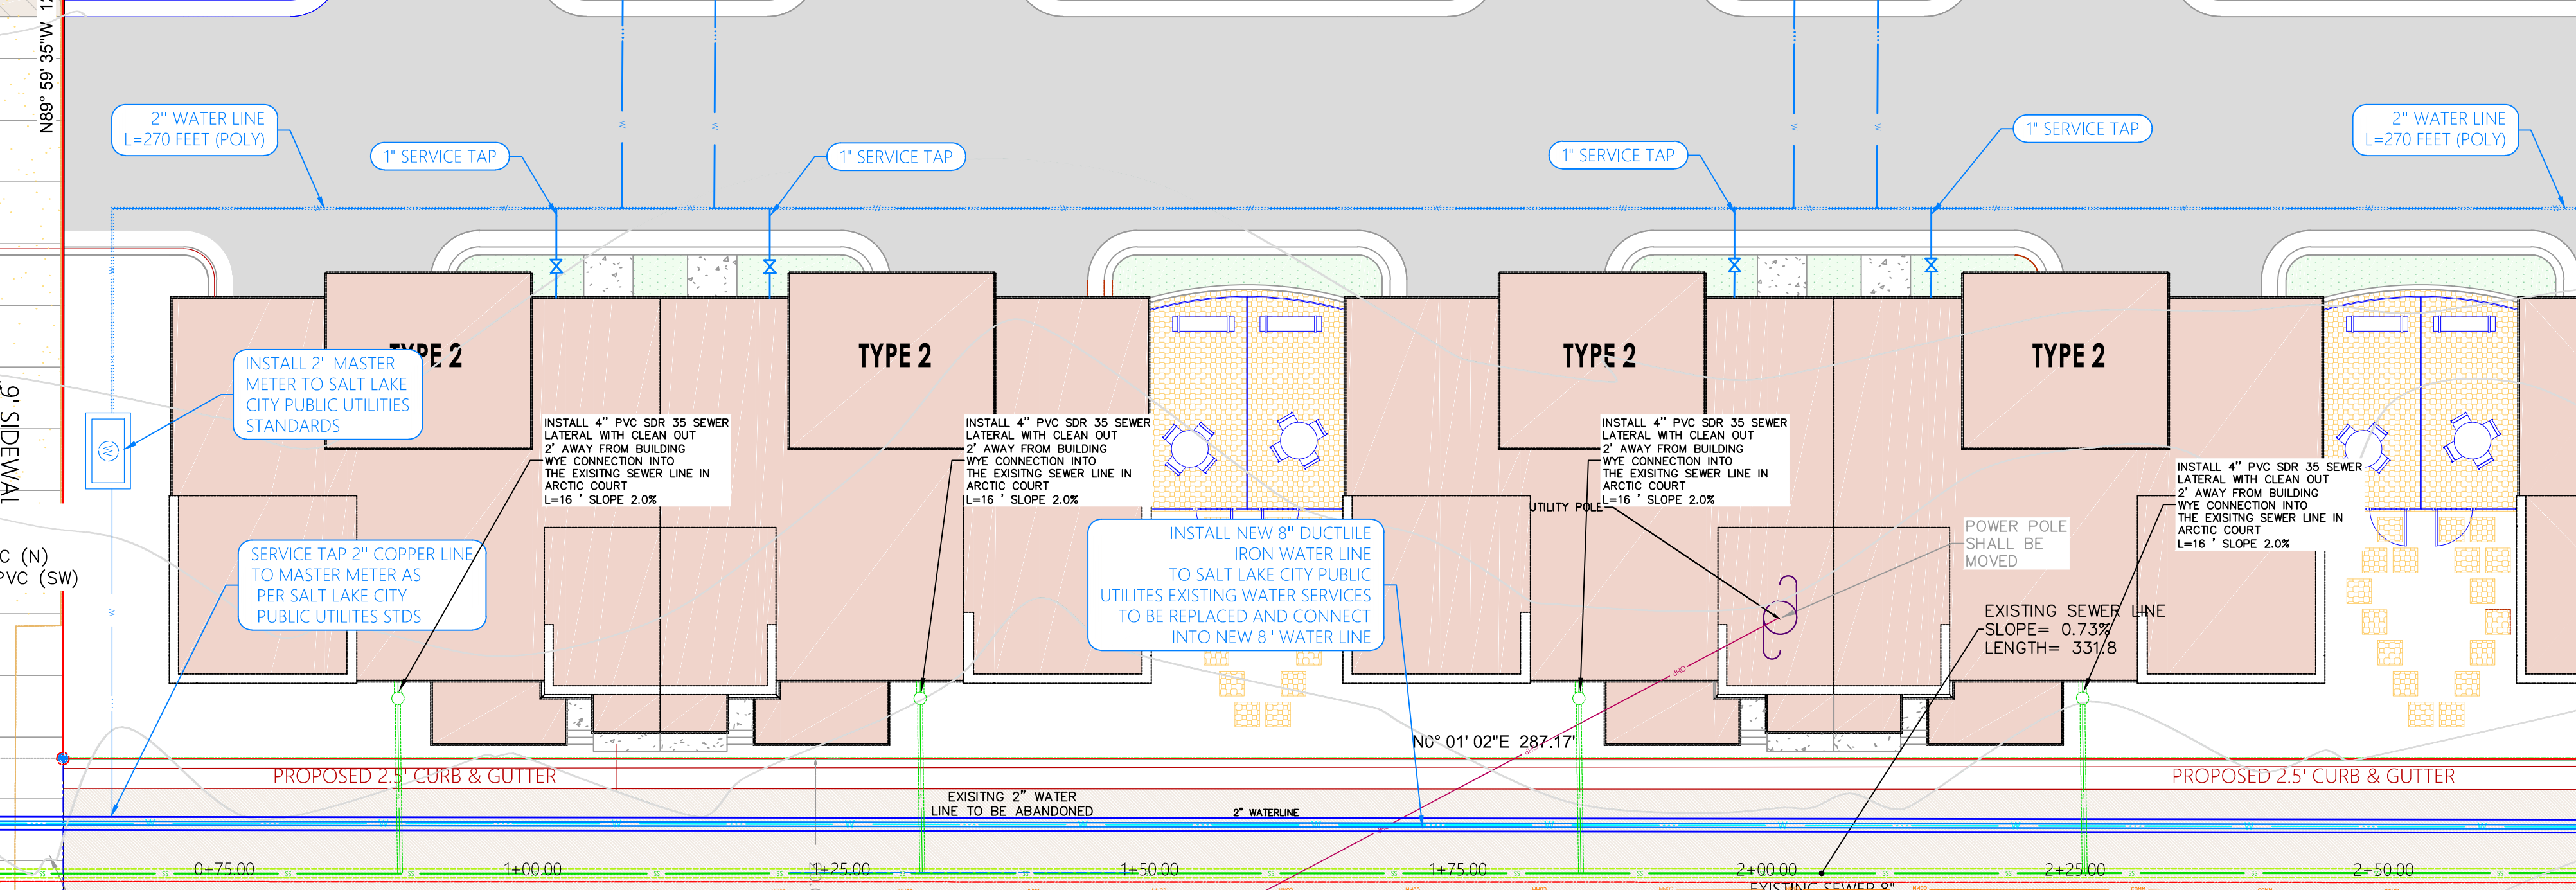 N89° 59' 35"W
2" WATER LINE
L=270 FEET (POLY)
1" SERVICE TAP
1" SERVICE TAP
1" SERVICE TAP
1" SERVICE TAP
2" WATER LINE
L=270 FEET (POLY)
TYPE 2
TYPE 2
TYPE 2
INSTALL 2" MASTER
METER TO SALT LAKE
CITY PUBLIC UTILITIES
STANDARDS
PE 2
9' SIDEWAL
INSTALL 4" PVC SDR 35 SEWER
LATERAL WITH CLEAN OUT
2' AWAY FROM BUILDING
WYE CONNECTION INTO
THE EXISITNG SEWER LINE IN
ARCTIC COURT
L=16 ' SLOPE 2.0%
INSTALL 4" PVC SDR 35 SEWER
LATERAL WITH CLEAN OUT
2' AWAY FROM BUILDING
WYE CONNECTION INTO
THE EXISITNG SEWER LINE IN
ARCTIC COURT
L=16 ' SLOPE 2.0%
INSTALL 4" PVC SDR 35 SEWER
LATERAL WITH CLEAN OUT
2' AWAY FROM BUILDING
WYE CONNECTION INTO
THE EXISITNG SEWER LINE IN
ARCTIC COURT
L=16 ' SLOPE 2.0%
INSTALL 4" PVC SDR 35 SEWER
LATERAL WITH CLEAN OUT
2' AWAY FROM BUILDING
WYE CONNECTION INTO
THE EXISITNG SEWER LINE IN
ARCTIC COURT
L=16 ' SLOPE 2.0%
UTILITY POLE
POWER POLE
SHALL BE
MOVED
C (N)
PVC (SW)
SERVICE TAP 2" COPPER LINE
TO MASTER METER AS
PER SALT LAKE CITY
PUBLIC UTILITES STDS
INSTALL NEW 8" DUCTLILE
IRON WATER LINE
TO SALT LAKE CITY PUBLIC
UTILITES EXISTING WATER SERVICES
TO BE REPLACED AND CONNECT
INTO NEW 8" WATER LINE
EXISTING SEWER LINE
SLOPE= 0.73%
LENGTH= 331.8
OHP
N0° 01' 02"E 287.17'
PROPOSED 2.5' CURB & GUTTER
PROPOSED 2.5' CURB & GUTTER
EXISITNG 2" WATER
LINE TO BE ABANDONED
2" WATERLINE
0+75.00
1+00.00
1+25.00
1+50.00
1+75.00
2+00.00
2+25.00
2+50.00
EXISTING SEWER 8"